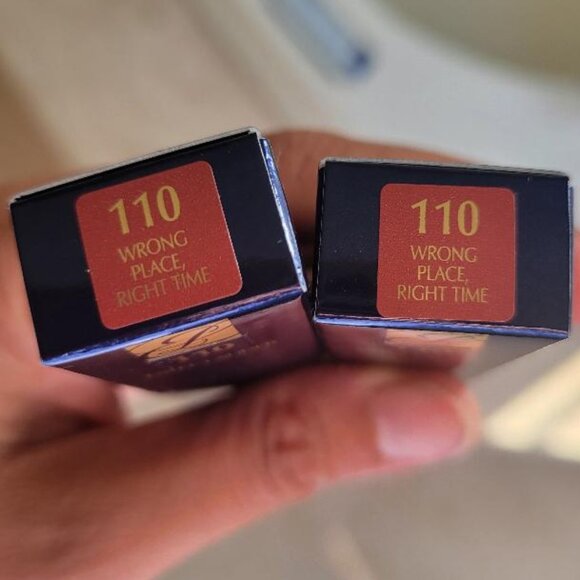 110
WRONG
PLACE,
RIGHT TIME
110
WRONG
PLACE,
RIGHT TIME